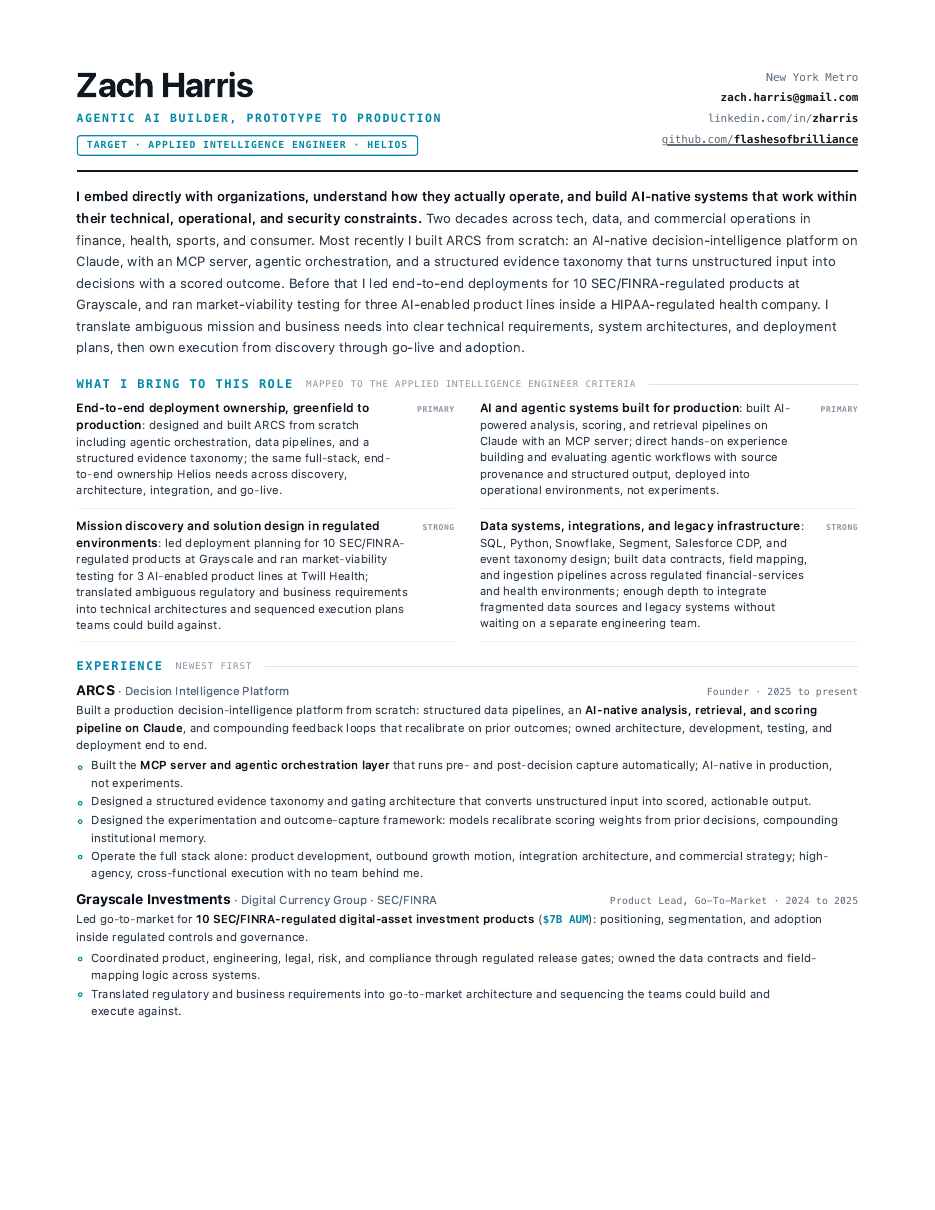 Zach Harris
AGENTIC AI BUILDER, PROTOTYPE TO PRODUCTION
TARGET · APPLIED INTELLIGENCE ENGINEER · HELIOS
New York Metro
zach.harris@gmail.com
linkedin.com/in/zharris
github.com/flashesofbrilliance
I embed directly with organizations, understand how they actually operate, and build AI-native systems that work within
their technical, operational, and security constraints. Two decades across tech, data, and commercial operations in
finance, health, sports, and consumer. Most recently I built ARCS from scratch: an AI-native decision-intelligence platform on
Claude, with an MCP server, agentic orchestration, and a structured evidence taxonomy that turns unstructured input into
decisions with a scored outcome. Before that I led end-to-end deployments for 10 SEC/FINRA-regulated products at
Grayscale, and ran market-viability testing for three AI-enabled product lines inside a HIPAA-regulated health company. I
translate ambiguous mission and business needs into clear technical requirements, system architectures, and deployment
plans, then own execution from discovery through go-live and adoption.
WHAT I BRING TO THIS ROLE MAPPED TO THE APPLIED INTELLIGENCE ENGINEER CRITERIA
End-to-end deployment ownership, greenfield to
production: designed and built ARCS from scratch
including agentic orchestration, data pipelines, and a
structured evidence taxonomy; the same full-stack, end-
to-end ownership Helios needs across discovery,
architecture, integration, and go-live.
PRIMARY
AI and agentic systems built for production: built AI-
powered analysis, scoring, and retrieval pipelines on
Claude with an MCP server; direct hands-on experience
building and evaluating agentic workflows with source
provenance and structured output, deployed into
operational environments, not experiments.
PRIMARY
Mission discovery and solution design in regulated
environments: led deployment planning for 10 SEC/FINRA-
regulated products at Grayscale and ran market-viability
testing for 3 AI-enabled product lines at Twill Health;
translated ambiguous regulatory and business requirements
into technical architectures and sequenced execution plans
teams could build against.
STRONG
Data systems, integrations, and legacy infrastructure:
SQL, Python, Snowflake, Segment, Salesforce CDP, and
event taxonomy design; built data contracts, field mapping,
and ingestion pipelines across regulated financial-services
and health environments; enough depth to integrate
fragmented data sources and legacy systems without
waiting on a separate engineering team.
STRONG
EXPERIENCE NEWEST FIRST
ARCS · Decision Intelligence Platform
Founder · 2025 to present
Built a production decision-intelligence platform from scratch: structured data pipelines, an AI-native analysis, retrieval, and scoring
pipeline on Claude, and compounding feedback loops that recalibrate on prior outcomes; owned architecture, development, testing, and
deployment end to end.
Built the MCP server and agentic orchestration layer that runs pre- and post-decision capture automatically; AI-native in production,
not experiments.
Designed a structured evidence taxonomy and gating architecture that converts unstructured input into scored, actionable output.
Designed the experimentation and outcome-capture framework: models recalibrate scoring weights from prior decisions, compounding
institutional memory.
Operate the full stack alone: product development, outbound growth motion, integration architecture, and commercial strategy; high-
agency, cross-functional execution with no team behind me.
Grayscale Investments · Digital Currency Group · SEC/FINRA
Product Lead, Go-To-Market · 2024 to 2025
Led go-to-market for 10 SEC/FINRA-regulated digital-asset investment products ($7B AUM): positioning, segmentation, and adoption
inside regulated controls and governance.
Coordinated product, engineering, legal, risk, and compliance through regulated release gates; owned the data contracts and field-
mapping logic across systems.
Translated regulatory and business requirements into go-to-market architecture and sequencing the teams could build and
execute against.